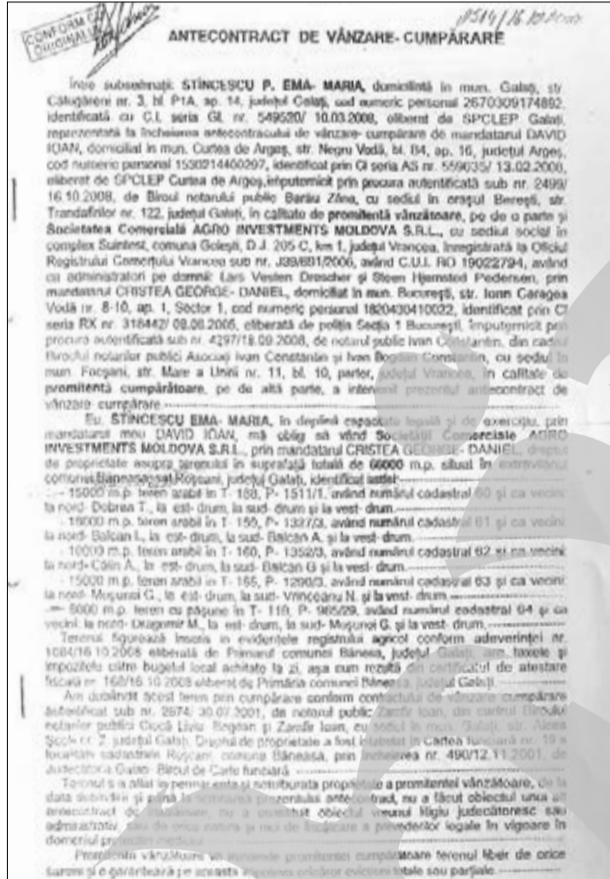 CONFORM CU
ORIGINALUL
ANTECONTRACT DE VÂNZARE- CUMPĂRARE
Între subsemnații: STÎNCESCU P. EMA- MARIA, domiciliată în mun. Galați, str.
Călugăreni nr. 3, bl. P1A, ap. 14, județul Galați, cod numeric personal 2670309174892,
identificată cu C.I. seria GL nr. 549520/ 10.03.2008, eliberat de SPCLEP Galați,
reprezentată la încheierea antecontractului de vânzare- cumpărare de mandatarul DAVID
IOAN, domiciliat în mun. Curtea de Argeș, str. Negru Vodă, bl. B4, ap. 16, județul Argeș,
cod numeric personal 1530214400297, identificat prin CI seria AS nr. 559035/ 13.02.2008,
eliberat de SPCLEP Curtea de Argeș, împuternicit prin procura autentificată sub nr. 2499/
16.10.2008, de Biroul notarului public Barău Zâna, cu sediul în orașul Berești, str.
Trandafirilor nr. 122, județul Galați, în calitate de promitentă vânzătoare, pe de o parte și
Societatea Comercială AGRO INVESTMENTS MOLDOVA S.R.L., cu sediul social în
complex Suintest, comuna Golești, D.J. 205 C, km 1, județul Vrancea, înregistrată la Oficiul
Registrului Comerțului Vrancea sub nr. J39/681/2006, având C.U.I. RO 19022794, având
ca administratori pe domnii: Lars Vesten Drescher și Steen Hjernsted Pedersen, prin
mandatarul CRISTEA GEORGE- DANIEL, domiciliat în mun. București, str. Ioan Caragea
Vodă nr. 8-10, ap. 1, Sector 1, cod numeric personal 1820430410022, identificat prin CI
seria RX nr. 318442/ 08.06.2005, eliberată de poliția Secția 1 București, împuternicit prin
procura autentificată sub nr. 4297/18.09.2008, de notarul public Ivan Constantin, din cadrul
Biroului notarilor publici Asociați Ivan Constantin și Ivan Bogdan Constantin, cu sediul în
mun. Focșani, str. Mare a Unirii nr. 11, bl. 10, parter, județul Vrancea, în calitate de
promitentă cumpărătoare, pe de altă parte, a intervenit prezentul antecontract de
vânzare- cumpărare
Eu, STÎNCESCU EMA- MARIA, în deplină capacitate legală și de exercițiu, prin
mandatarul meu DAVID IOAN, mă oblig să vând Societății Comerciale AGRO
INVESTMENTS MOLDOVA S.R.L., prin mandatarul CRISTEA GEORGE- DANIEL, dreptul
de proprietate asupra terenului în suprafață totală de 66000 m.p. situat în extravilanul
comunei Băneasa, sat Roșcani, județul Galați, identificat astfel:
- 15000 m.p. teren arabil în T- 188, P- 1511/1, având numărul cadastral 60 și ca vecini:
la nord- Dobrea T., la est- drum, la sud- drum și la vest- drum.
- 18000 m.p. teren arabil în T- 159, P- 1337/3, având numărul cadastral 61 și ca vecini:
la nord- Balcan I., la est- drum, la sud- Balcan A. și la vest- drum.
- 10000 m.p. teren arabil în T- 160, P- 1352/3, având numărul cadastral 62 și ca vecini:
la nord- Călin A., la est- drum, la sud- Balcan G și la vest- drum.
- 15000 m.p. teren arabil în T- 155, P- 1290/3, având numărul cadastral 63 și ca vecini:
la nord- Mușunoi G., la est- drum, la sud- Vrînceanu N. și la vest- drum.
- 8000 m.p. teren cu pășune în T- 118, P- 985/29, având numărul cadastral 64 și ca
vecini: la nord- Dragomir M., la est- drum, la sud- Mușunoi G. și la vest- drum.
Terenul figurează înscris în evidențele registrului agricol conform adeverinței nr.
1084/16.10.2008 eliberată de Primarul comunei Bănesa, județul Galați, are taxele și
impozitele către bugetul local achitate la zi, așa cum rezultă din certificatul de atestare
fiscală nr. 168/16.10.2008 eliberat de Primăria comunei Bănesa, județul Galați.
Am dobândit acest teren prin cumpărare conform contractului de vânzare cumpărare
autentificat sub nr. 2874/ 30.07.2001, de notarul public Zamfir Ioan, din cadrul Biroului
notarilor publici Ciocă Liviu Bogdan și Zamfir Ioan, cu sediul în mun. Galați, str. Aleea
Școlii nr. 7, județul Galați. Dreptul de proprietate a fost intabulat în Cartea funciară nr. 19 a
localității cadastrale Roșcani, comuna Băneasa, prin încheierea nr. 490/12.11.2001, de
Judecătoria Galați- Biroul de Carte funciară
Terenul s-a aflat în permanenta și netulburata proprietate a promitentei vânzătoare, de la
data dobândirii și până la semnarea prezentului antecontract, nu a făcut obiectul unui alt
antecontract de înstrăinare, nu a constituit obiectul vreunui litigiu judecătoresc sau
administrativ sau de orice natura și nici de încălcare a prevederilor legale în vigoare în
domeniul protecției mediului
Promitenta vânzătoare va transmite promitentei cumpărătoare terenul liber de orice
sarcini și o garantează pe aceasta împotriva oricăror evicțiuni totale sau parțiale.